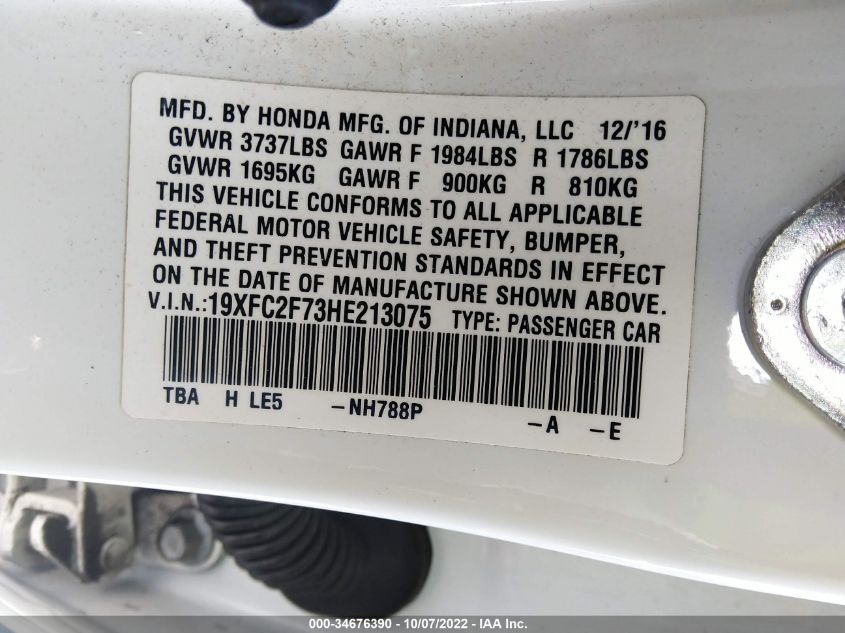 MFD. BY HONDA MFG. OF INDIANA, LLC 12/'16
GVWR 3737LBS GAWR F 1984LBS R 1786LBS
GVWR 1695KG GAWR F 900KG R 810KG
THIS VEHICLE CONFORMS TO ALL APPLICABLE
FEDERAL MOTOR VEHICLE SAFETY, BUMPER,
AND THEFT PREVENTION STANDARDS IN EFFECT
ON THE DATE OF MANUFACTURE SHOWN ABOVE.
V.I.N.:19XFC2F73HE213075 TYPE: PASSENGER CAR
TBA H LE5 -NH788P -A -E
000-34676390 - 10/07/2022 - IAA Inc.